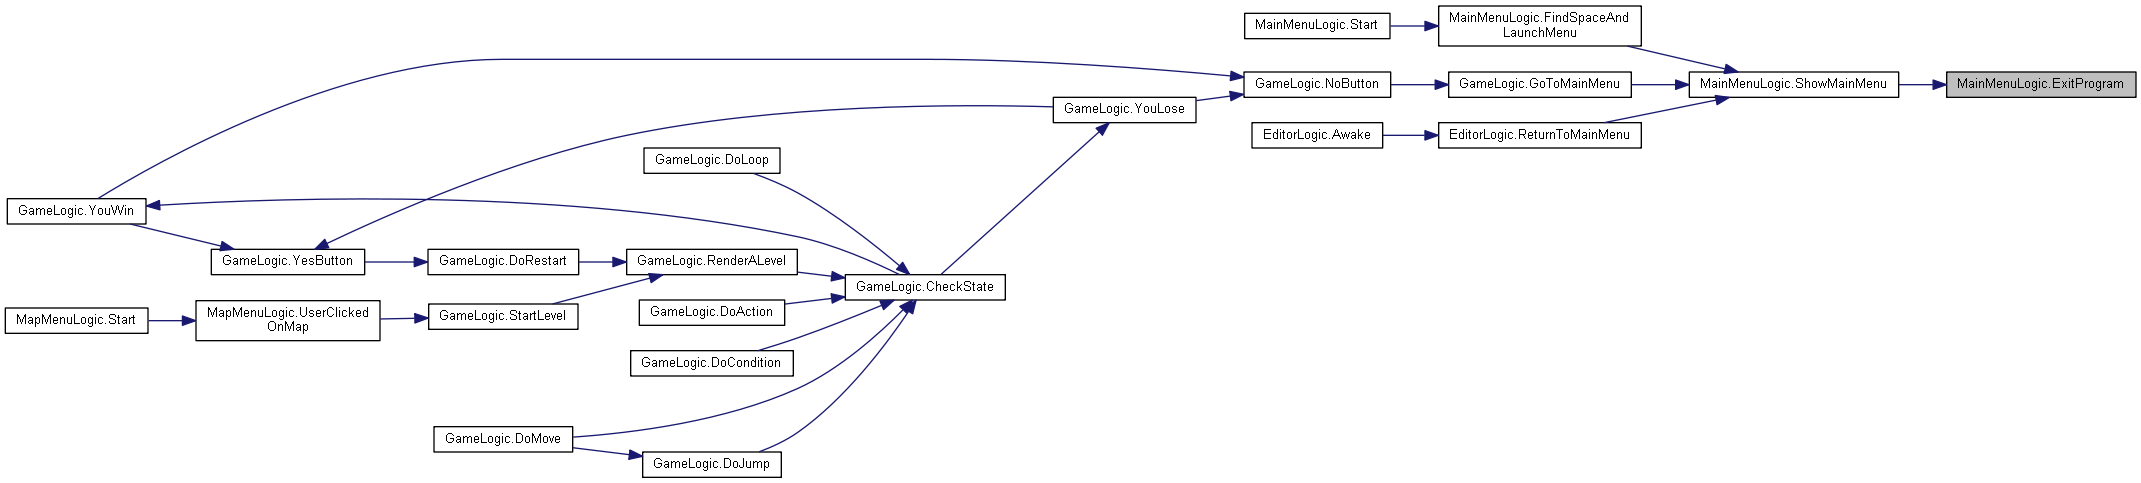 MainMenuLogic.Start
MainMenuLogic.FindSpaceAnd
LaunchMenu
GameLogic.NoButton
GameLogic.GoToMainMenu
MainMenuLogic.ShowMainMenu
MainMenuLogic.ExitProgram
GameLogic.YouLose
EditorLogic.Awake
EditorLogic.ReturnToMainMenu
GameLogic.DoLoop
GameLogic.YouWin
GameLogic.YesButton
GameLogic.DoRestart
GameLogic.RenderALevel
GameLogic.CheckState
MapMenuLogic.Start
MapMenuLogic.UserClicked
OnMap
GameLogic.StartLevel
GameLogic.DoAction
GameLogic.DoCondition
GameLogic.DoMove
GameLogic.DoJump